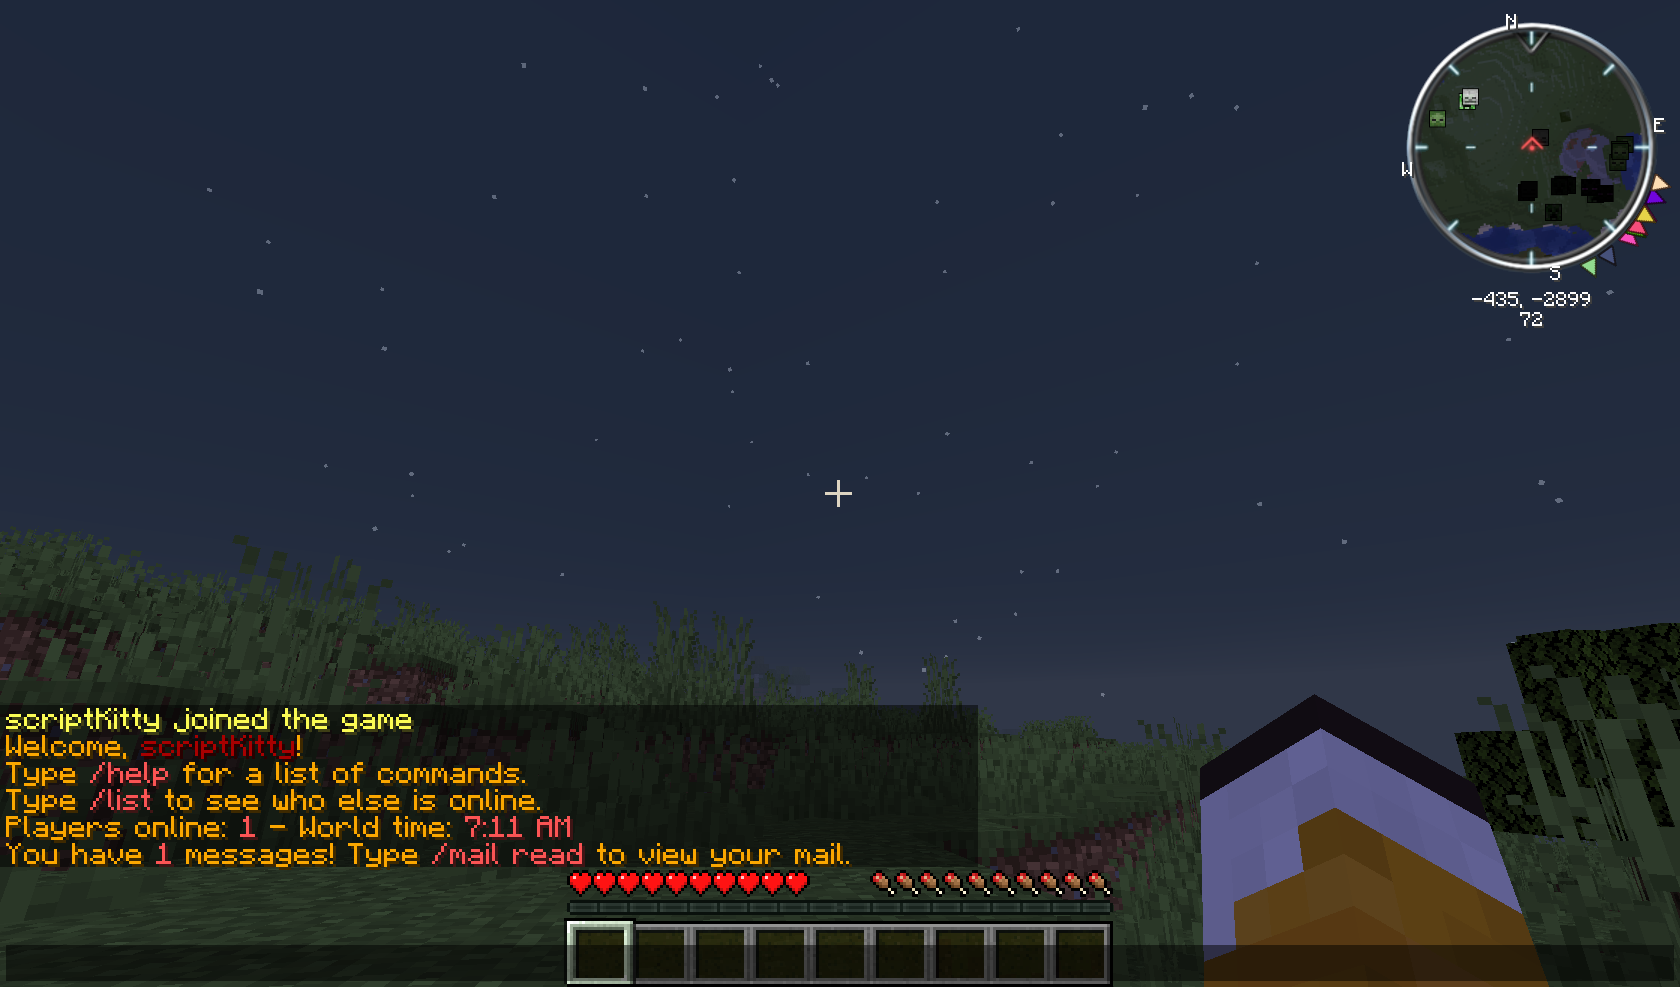 N
E
W
S
-435, -2899
72
scriptKitty joined the game
Welcome, scriptKitty!
Type /help for a list of commands.
Type /list to see who else is online.
Players online: 1 - World time: 7:11 AM
You have 1 messages! Type /mail read to view your mail.